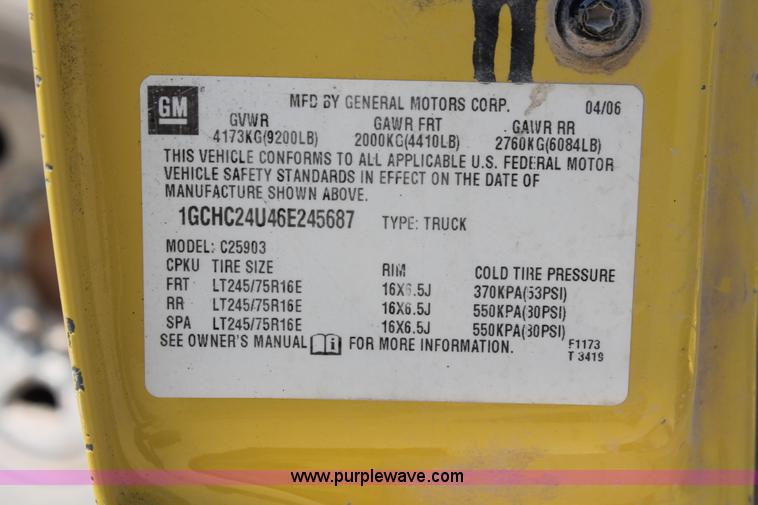 GM
MFD BY GENERAL MOTORS CORP. 04/06
GVWR GAWR FRT GAWR RR
4173KG(9200LB) 2000KG(4410LB) 2760KG(6084LB)
THIS VEHICLE CONFORMS TO ALL APPLICABLE U.S. FEDERAL MOTOR
VEHICLE SAFETY STANDARDS IN EFFECT ON THE DATE OF
MANUFACTURE SHOWN ABOVE.
1GCHC24U46E245687 TYPE: TRUCK
MODEL: C25903
CPKU TIRE SIZE RIM COLD TIRE PRESSURE
FRT LT245/75R16E 16X6.5J 370KPA(53PSI)
RR LT245/75R16E 16X6.5J 550KPA(80PSI)
SPA LT245/75R16E 16X6.5J 550KPA(80PSI)
SEE OWNER'S MANUAL i FOR MORE INFORMATION.
F1173
T 3419
www.purplewave.com